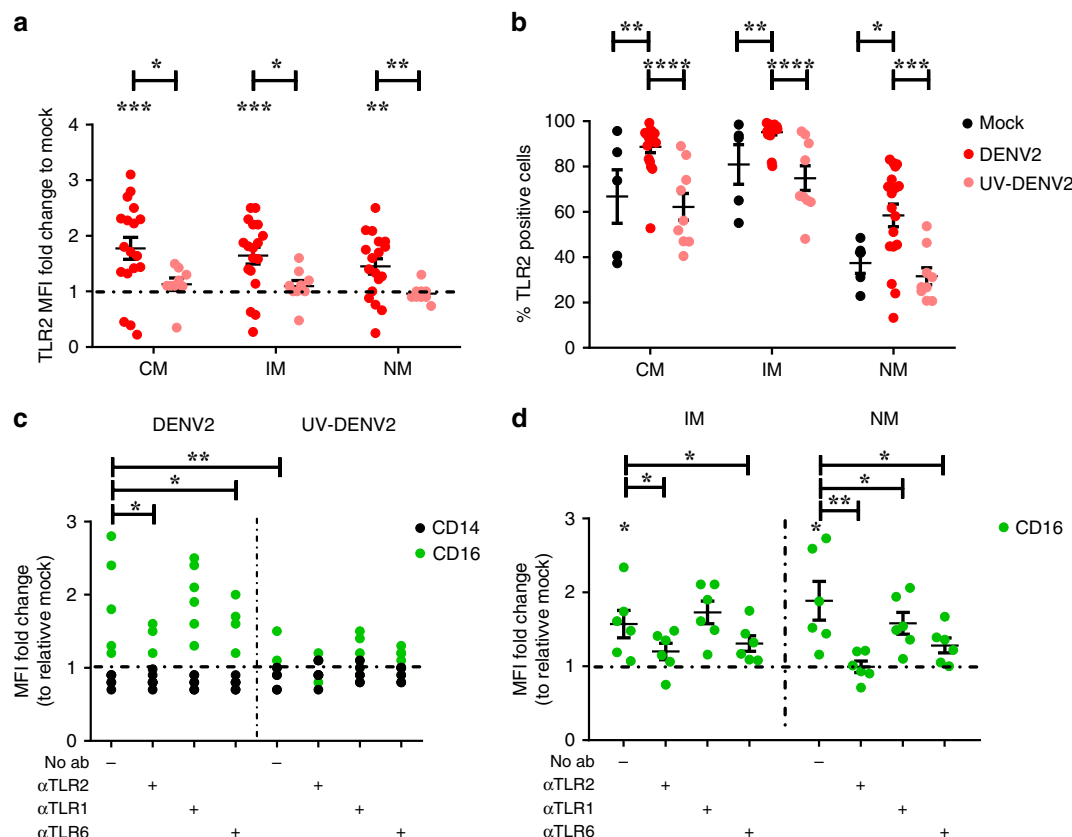 a
* * **
*** *** **
TLR2 MFI fold change to mock
4
3
2
1
0
CM IM NM
b
** ** *
**** **** ***
% TLR2 positive cells
100
80
60
40
20
0
CM IM NM
Mock
DENV2
UV-DENV2
c
DENV2 UV-DENV2
**
*
*
MFI fold change
(to relative mock)
3
2
1
0
CD14
CD16
No ab – –
αTLR2 + +
αTLR1 + +
αTLR6 + +
d
IM NM
* *
* *
**
* *
MFI fold change
(to relative mock)
3
2
1
0
CD16
No ab – –
αTLR2 + +
αTLR1 + +
αTLR6 + +